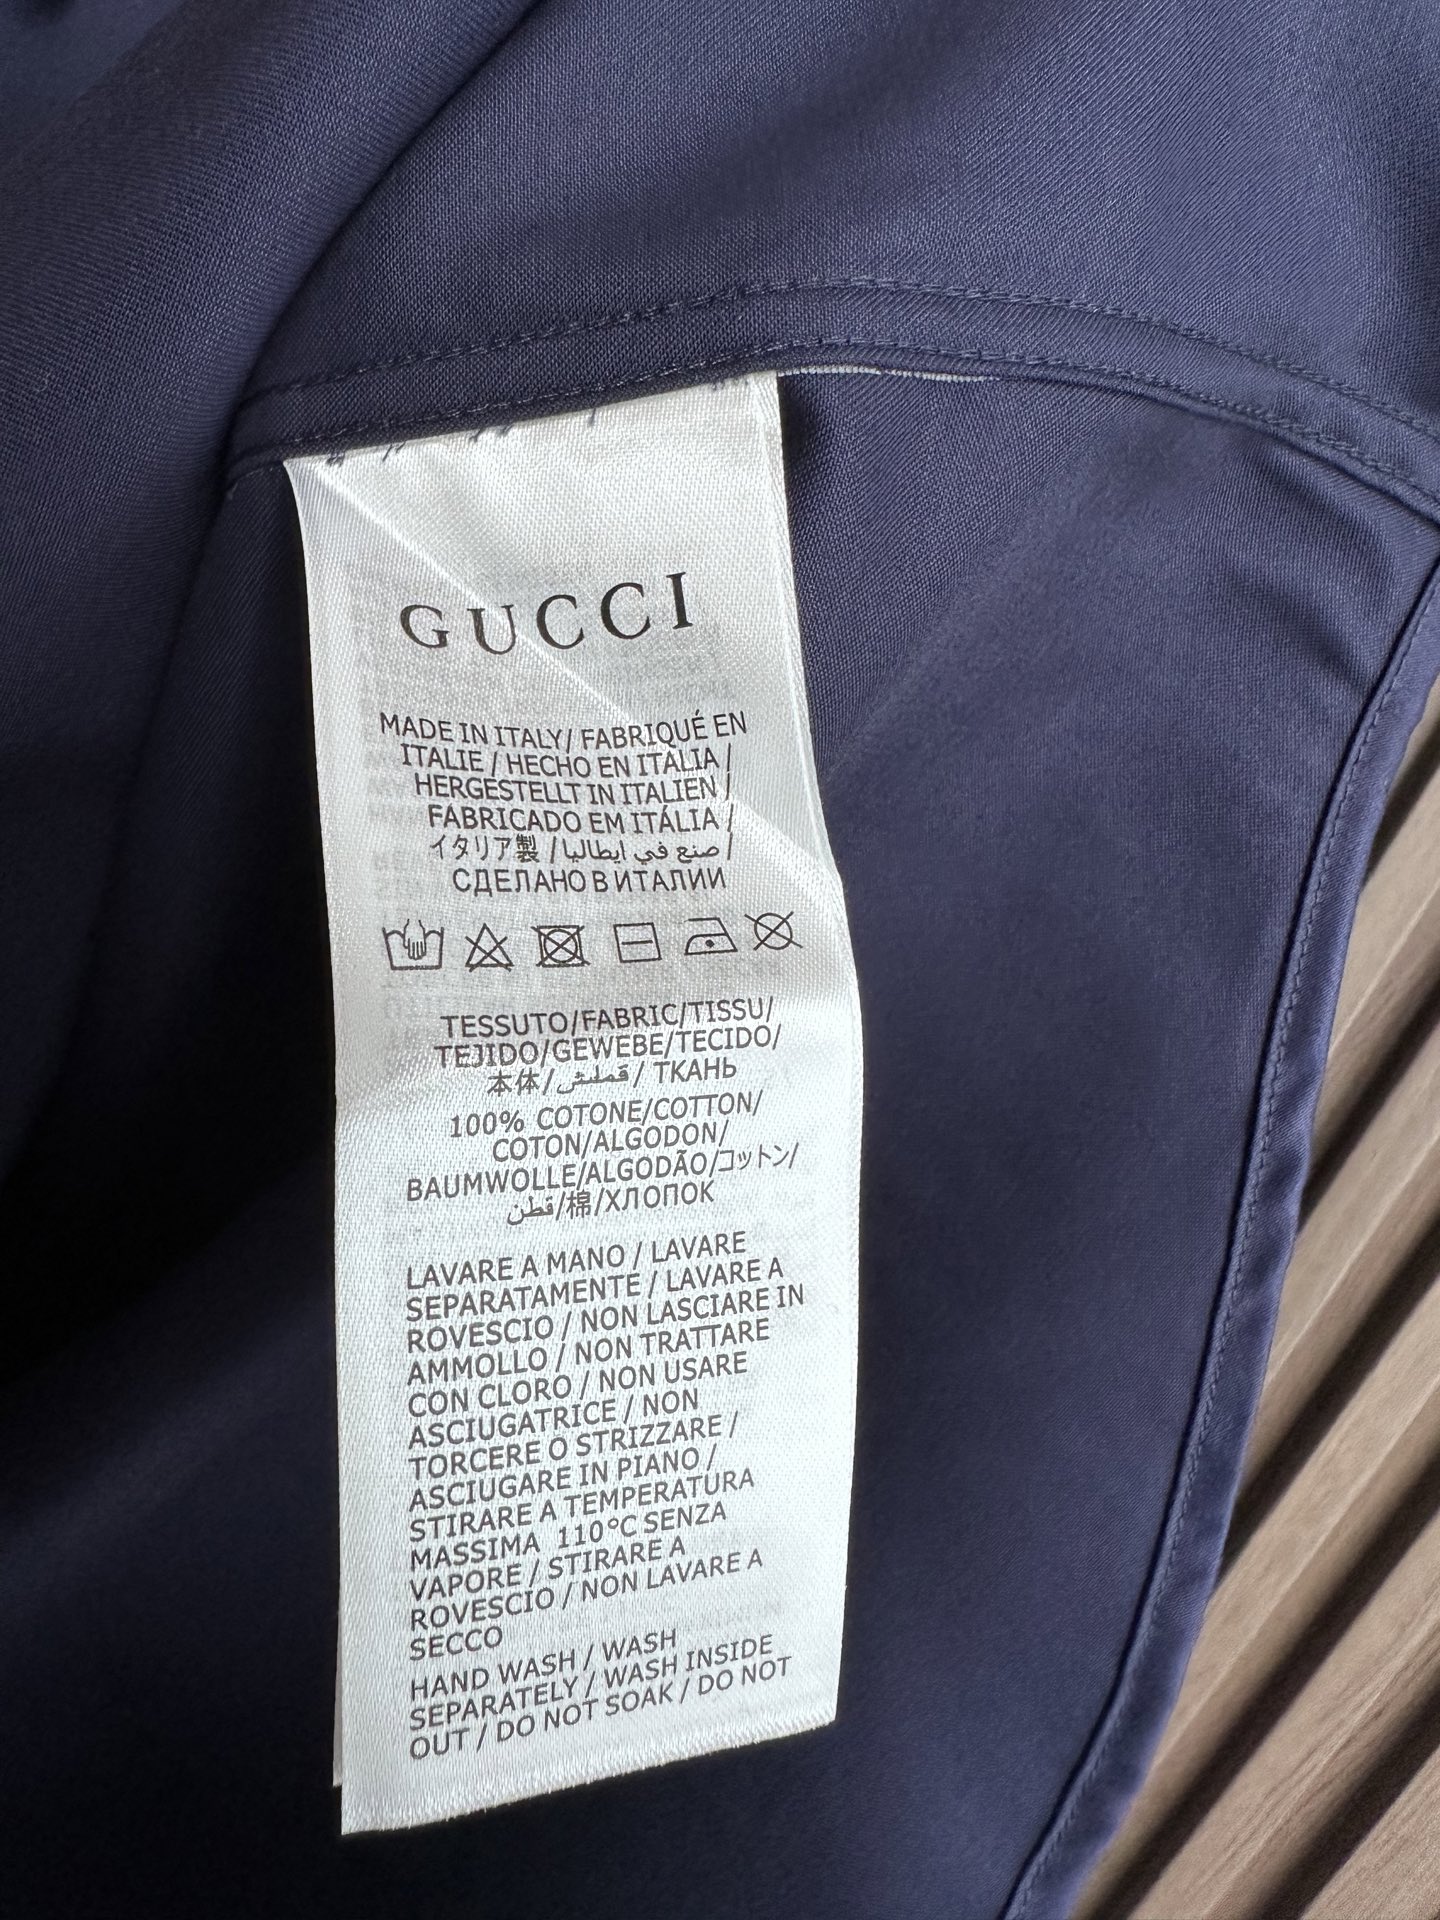 GUCCI
MADE IN ITALY/ FABRIQUÉ EN
ITALIE / HECHO EN ITALIA /
HERGESTELLT IN ITALIEN /
FABRICADO EM ITÁLIA /
イタリア製 / صنع في ايطاليا /
СДЕЛАНО В ИТАЛИИ
TESSUTO/FABRIC/TISSU/
TEJIDO/GEWEBE/TECIDO/
本体/قملش/ ТКАНЬ
100% COTONE/COTTON/
COTON/ALGODON/
BAUMWOLLE/ALGODÃO/コットン/
قطن/棉/ХЛОПОК
LAVARE A MANO / LAVARE
SEPARATAMENTE / LAVARE A
ROVESCIO / NON LASCIARE IN
AMMOLLO / NON TRATTARE
CON CLORO / NON USARE
ASCIUGATRICE / NON
TORCERE O STRIZZARE /
ASCIUGARE IN PIANO /
STIRARE A TEMPERATURA
MASSIMA 110°C SENZA
VAPORE / STIRARE A
ROVESCIO / NON LAVARE A
SECCO
HAND WASH / WASH
SEPARATELY / WASH INSIDE
OUT / DO NOT SOAK / DO NOT